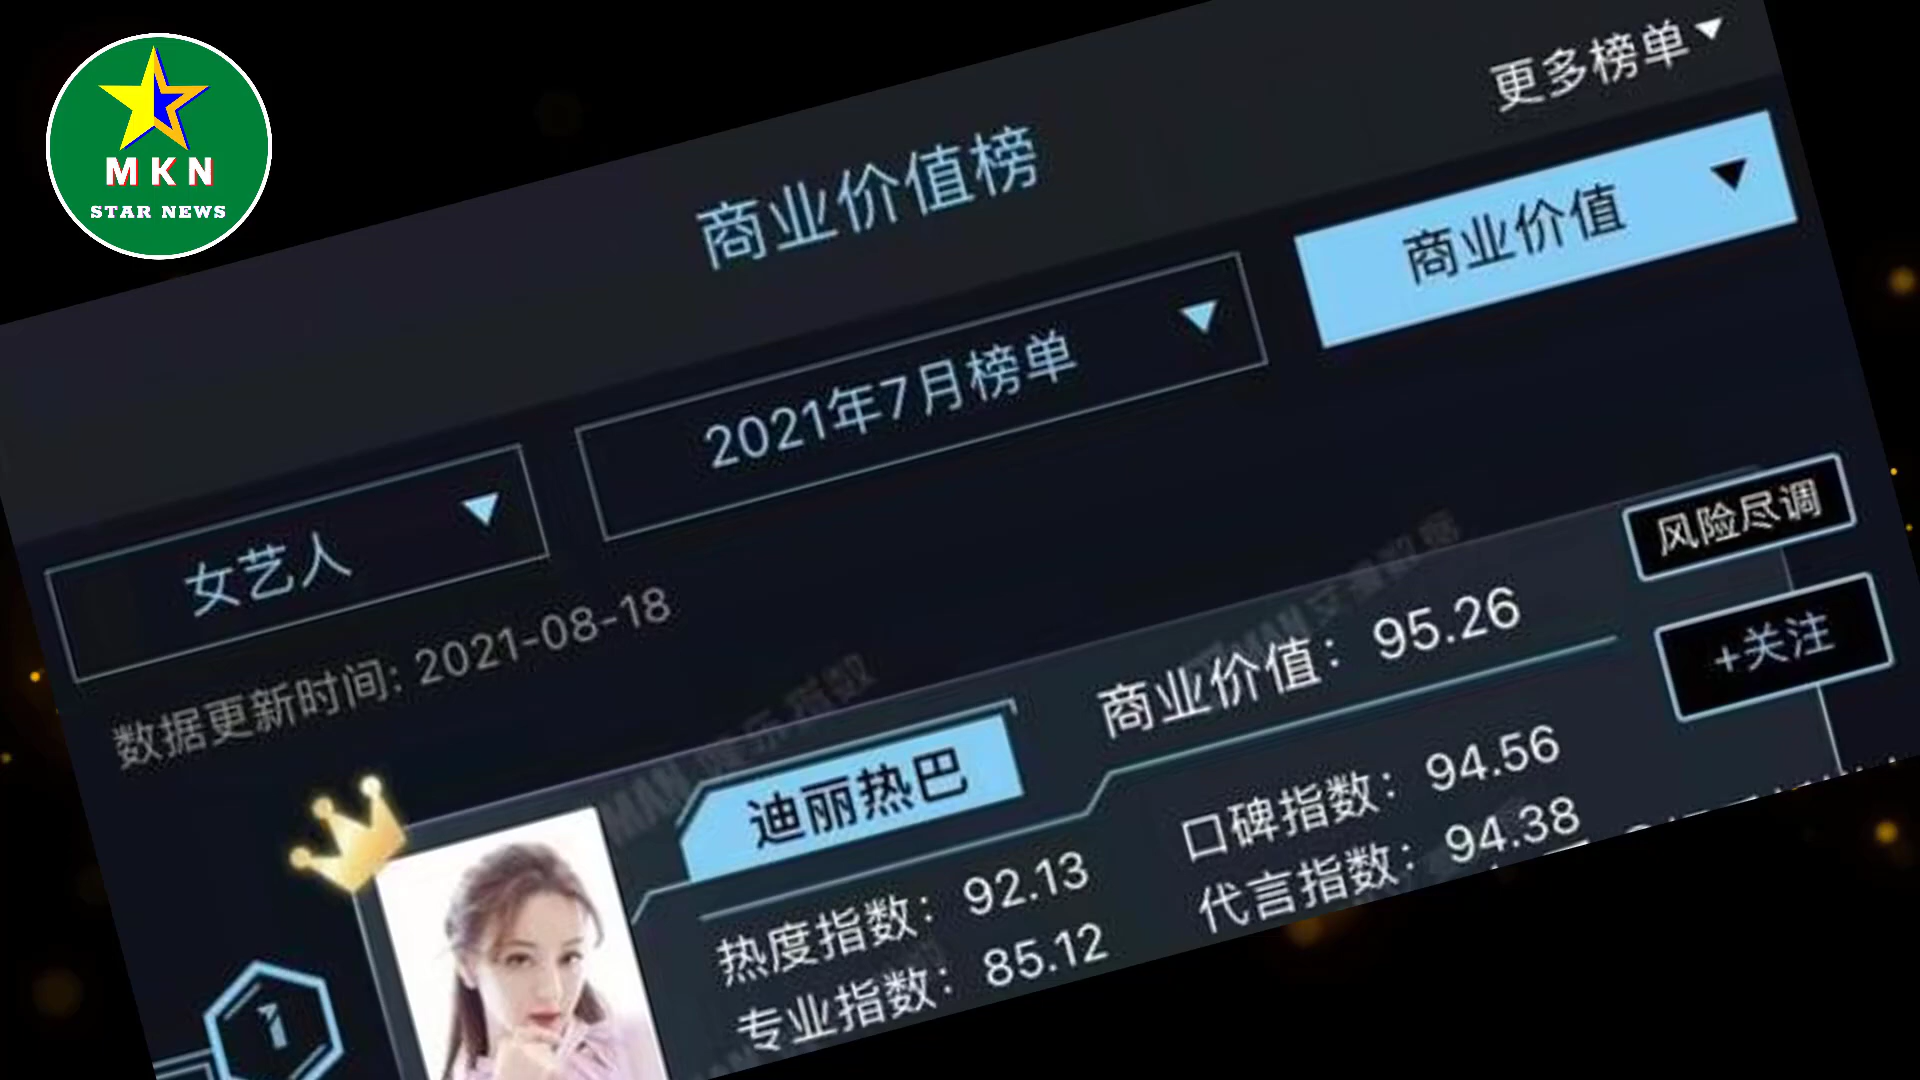 MKN
STAR NEWS
更多榜单
商业价值榜
商业价值
2021年7月榜单
女艺人
数据更新时间: 2021-08-18
风险尽调
+关注
商业价值: 95.26
迪丽热巴
口碑指数: 94.56
热度指数: 92.13
代言指数: 94.38
专业指数: 85.12
1